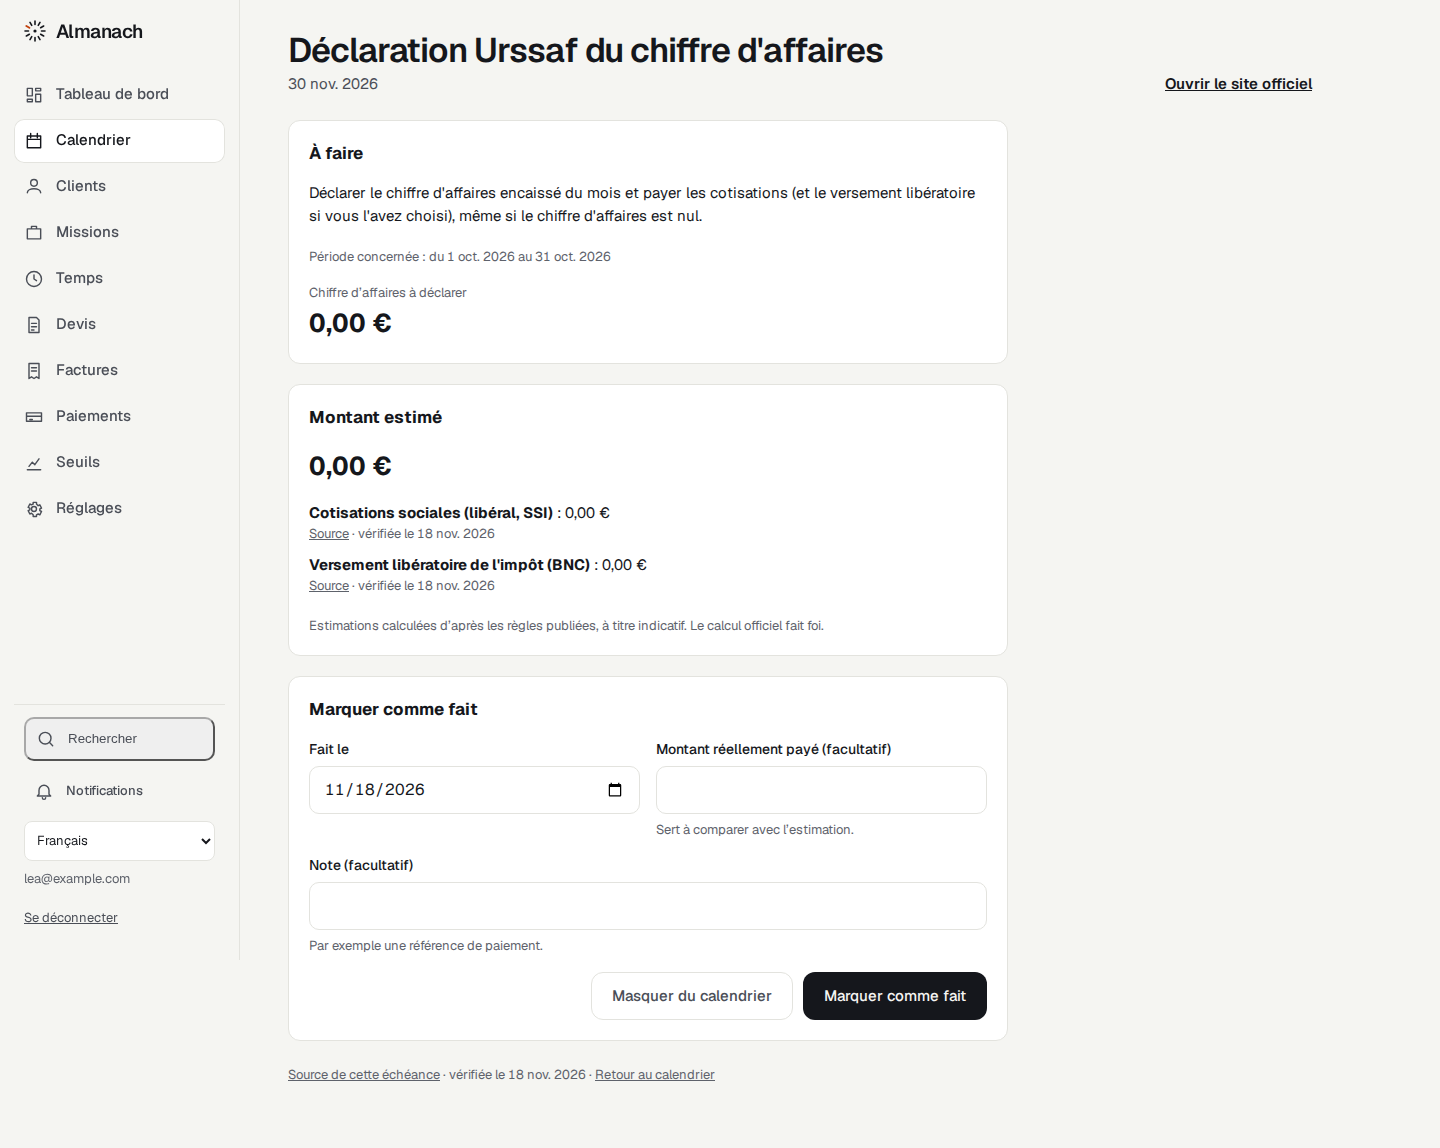 Almanach
Tableau de bord
Calendrier
Clients
Missions
Temps
Devis
Factures
Paiements
Seuils
Réglages
Rechercher
Notifications
Français
lea@example.com
Se déconnecter
Déclaration Urssaf du chiffre d'affaires
30 nov. 2026
Ouvrir le site officiel
À faire
Déclarer le chiffre d'affaires encaissé du mois et payer les cotisations (et le versement libératoire
si vous l'avez choisi), même si le chiffre d'affaires est nul.
Période concernée : du 1 oct. 2026 au 31 oct. 2026
Chiffre d’affaires à déclarer
0,00 €
Montant estimé
0,00 €
Cotisations sociales (libéral, SSI) : 0,00 €
Source · vérifiée le 18 nov. 2026
Versement libératoire de l'impôt (BNC) : 0,00 €
Source · vérifiée le 18 nov. 2026
Estimations calculées d’après les règles publiées, à titre indicatif. Le calcul officiel fait foi.
Marquer comme fait
Fait le
Montant réellement payé (facultatif)
11/18/2026
Sert à comparer avec l’estimation.
Note (facultatif)
Par exemple une référence de paiement.
Masquer du calendrier
Marquer comme fait
Source de cette échéance · vérifiée le 18 nov. 2026 · Retour au calendrier